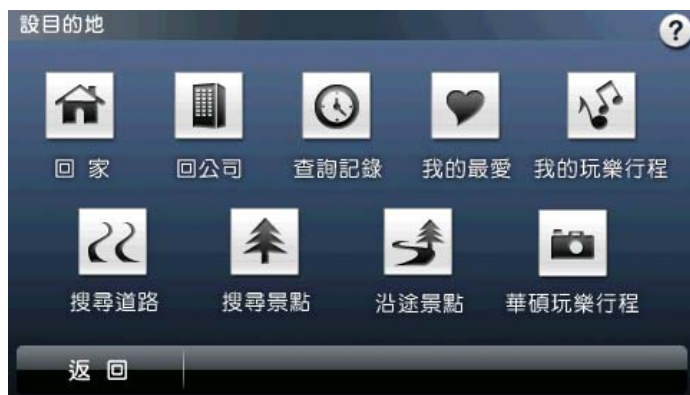 設目的地
?
回 家 回公司 查詢記錄 我的最愛 我的玩樂行程
搜尋道路 搜尋景點 沿途景點 華碩玩樂行程
返 回